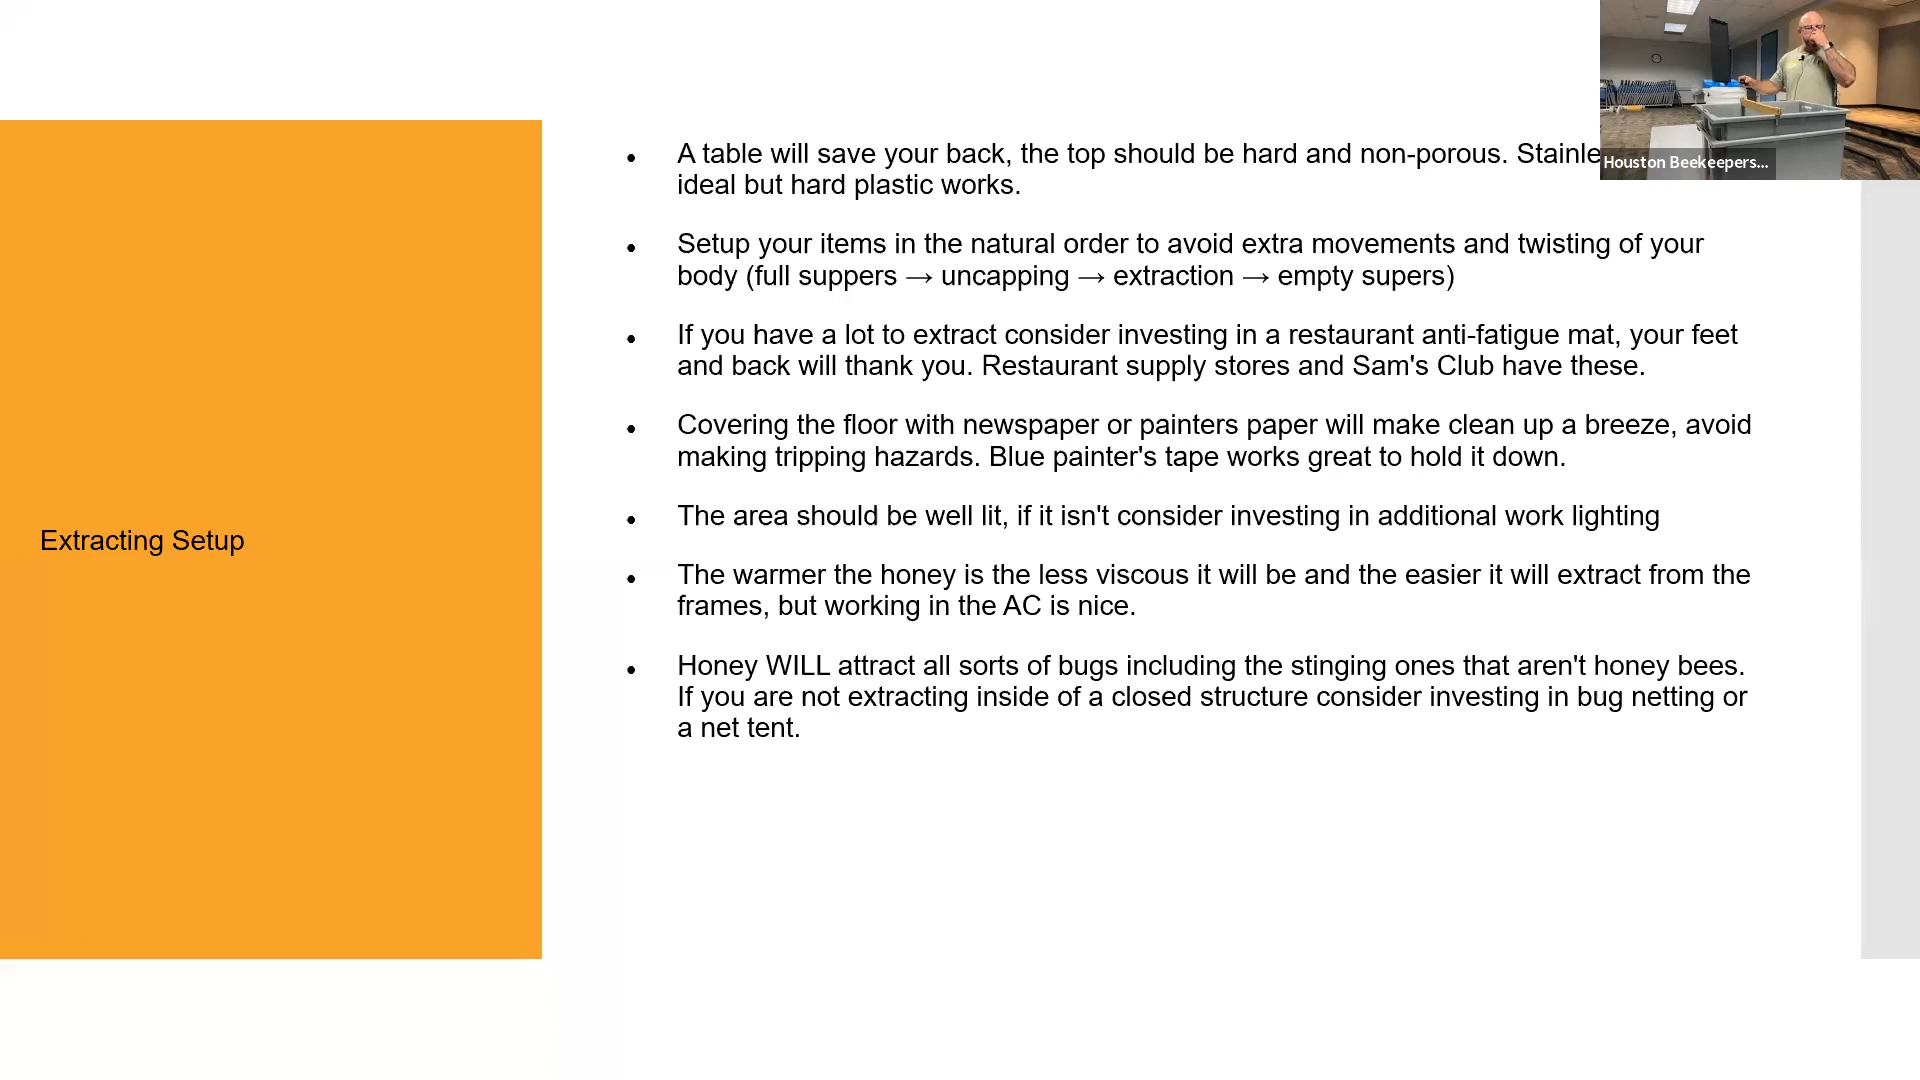 Houston Beekeepers...
A table will save your back, the top should be hard and non-porous.
ideal but hard plastic works.
Setup your items in the natural order to avoid extra movements and twisting of your
body (full suppers → uncapping → extraction → empty supers)
If you have a lot to extract consider investing in a restaurant anti-fatigue mat, your feet
and back will thank you. Restaurant supply stores and Sam's Club have these.
Covering the floor with newspaper or painters paper will make clean up a breeze, avoid
making tripping hazards. Blue painter's tape works great to hold it down.
Extracting Setup
The area should be well lit, if it isn't consider investing in additional work lighting
The warmer the honey is the less viscous it will be and the easier it will extract from the
frames, but working in the AC is nice.
Honey WILL attract all sorts of bugs including the stinging ones that aren't honey bees.
If you are not extracting inside of a closed structure consider investing in bug netting or
a net tent.